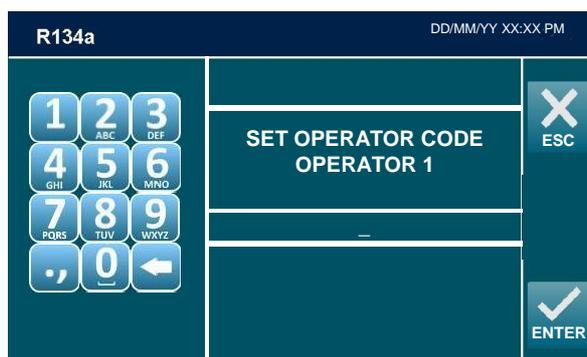 R134a
DD/MM/YY XX:XX PM
1
2
ABC
3
DEF
SET OPERATOR CODE
OPERATOR 1
ESC
4
GHI
5
JKL
6
MNO
7
PQRS
8
TUV
9
WXYZ
_
.,
0
ENTER